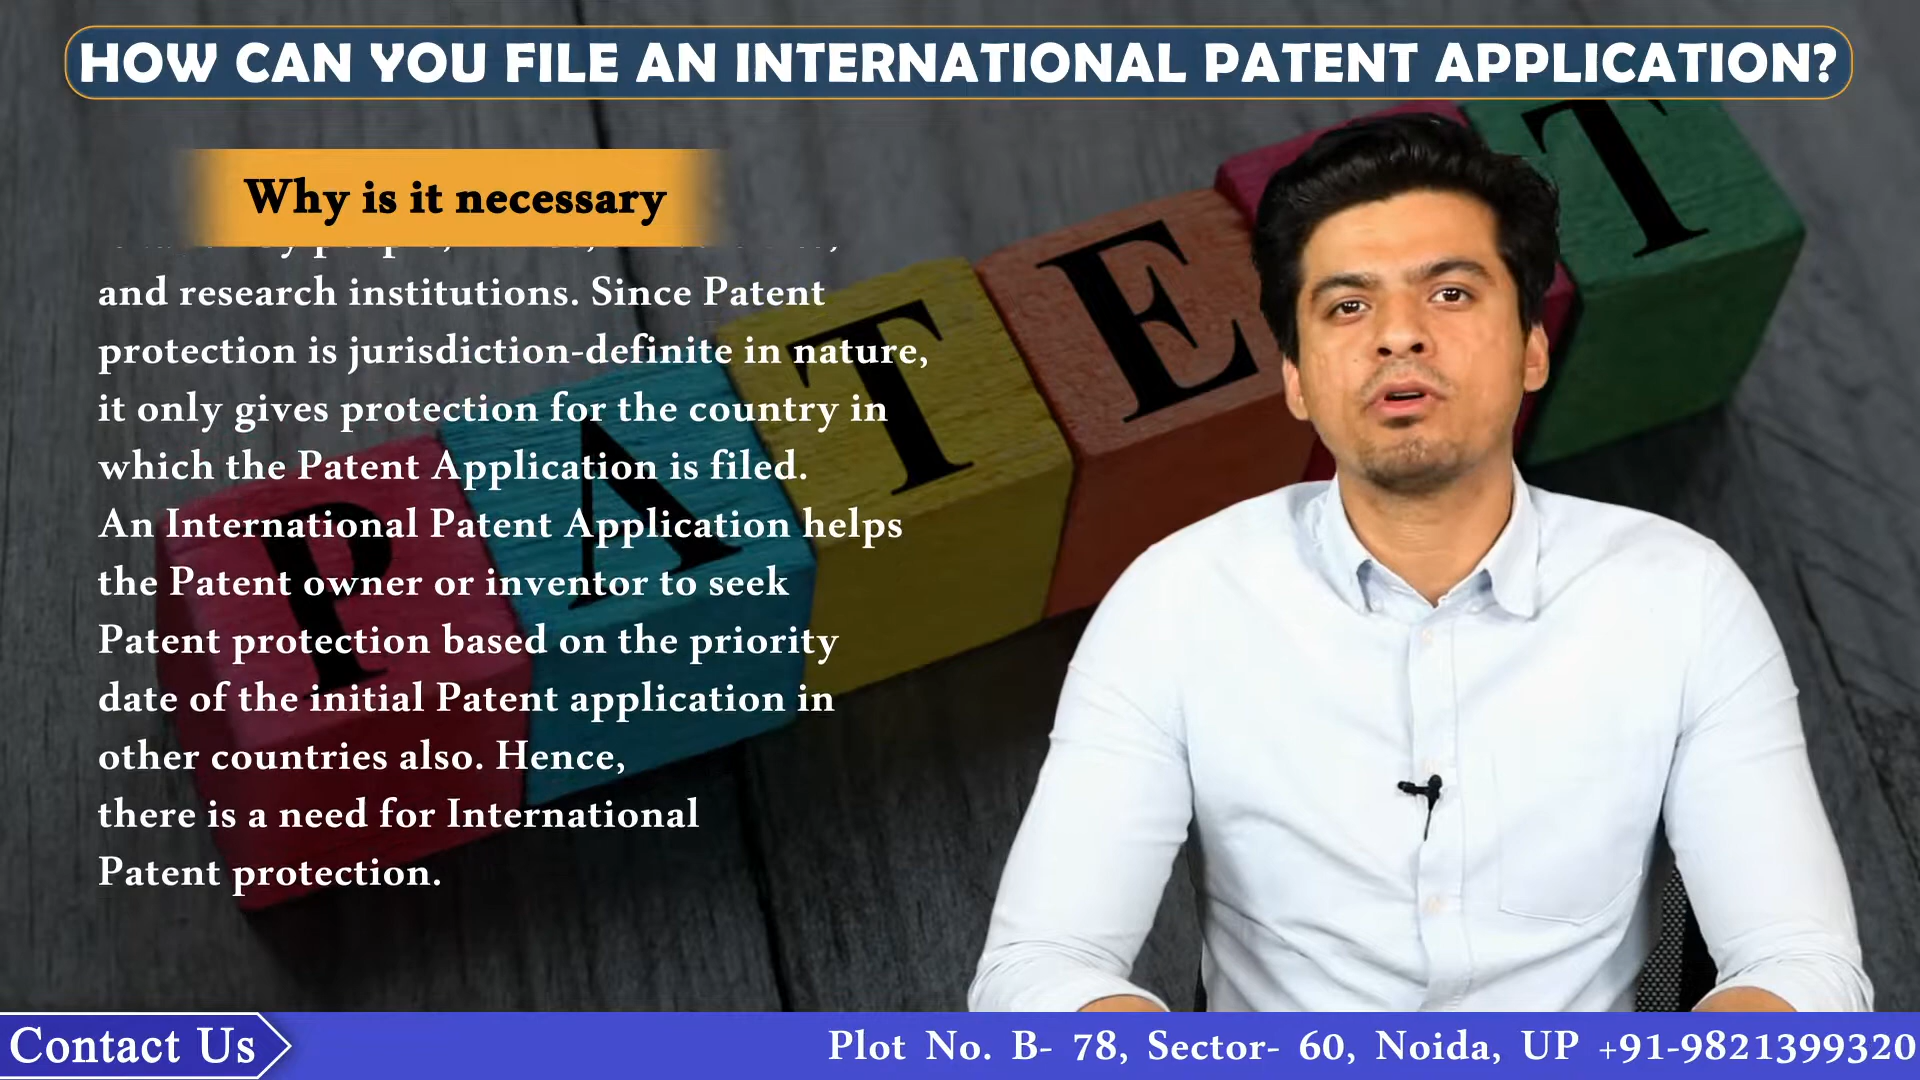 HOW CAN YOU FILE AN INTERNATIONAL PATENT APPLICATION?
Why is it necessary
and research institutions. Since Patent
protection is jurisdiction-definite in nature,
it only gives protection for the country in
which the Patent Application is filed.
An International Patent Application helps
the Patent owner or inventor to seek
Patent protection based on the priority
date of the initial Patent application in
other countries also. Hence,
there is a need for International
Patent protection.
P A T E T
Contact Us
Plot No. B- 78, Sector- 60, Noida, UP +91-9821399320